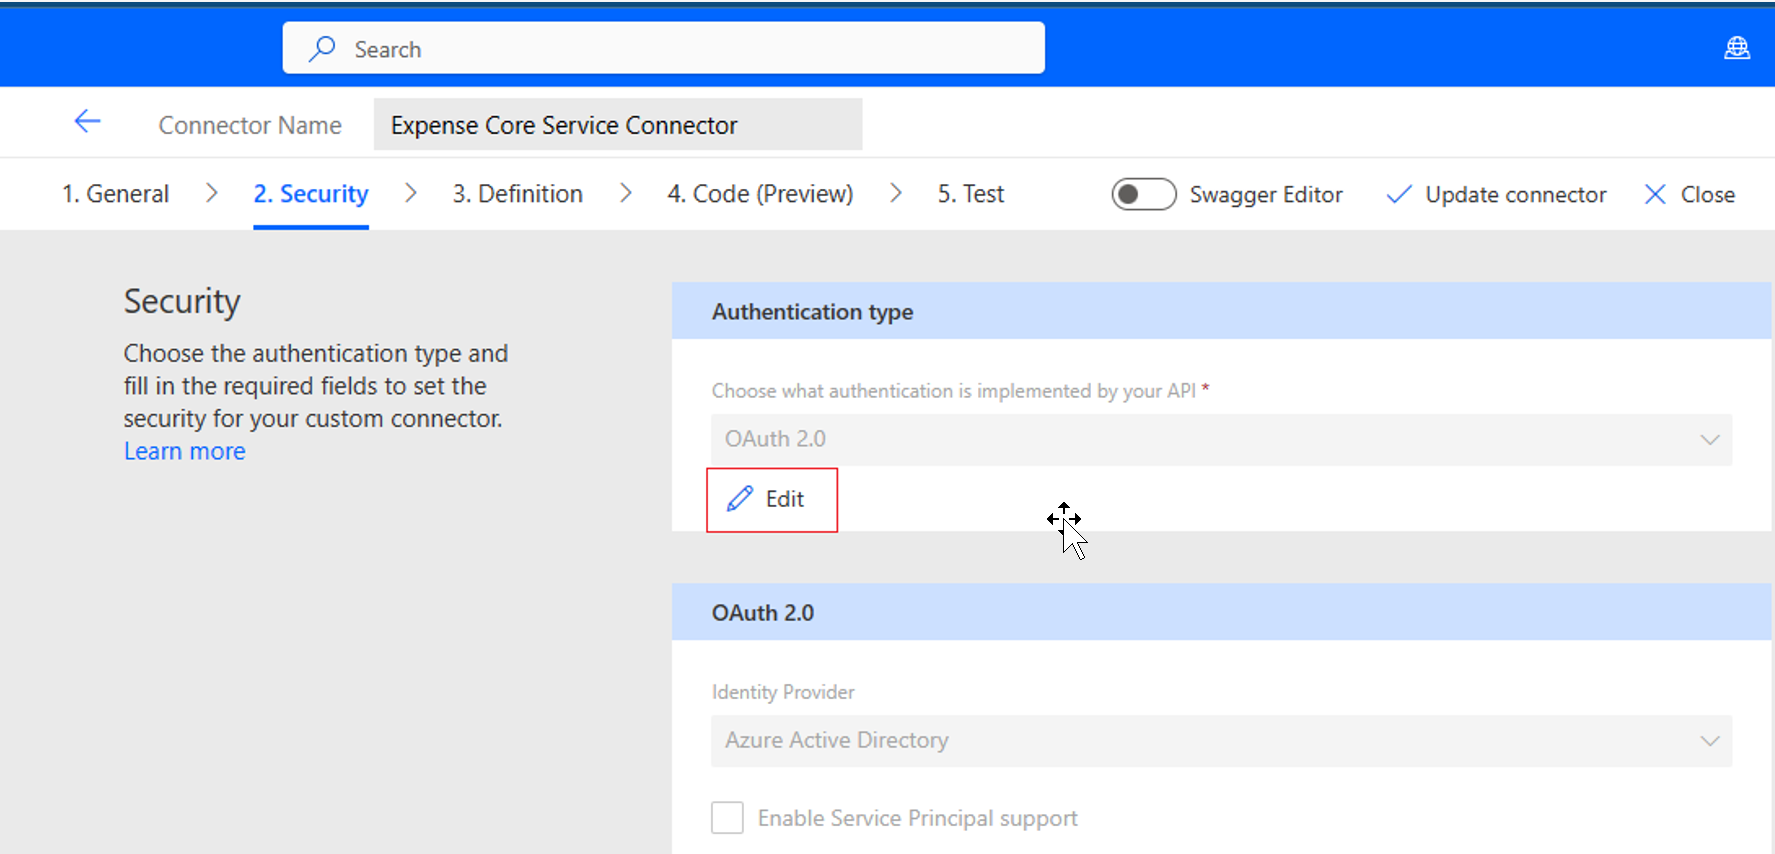 Search
Connector Name Expense Core Service Connector
1. General 2. Security 3. Definition 4. Code (Preview) 5. Test Swagger Editor Update connector Close
Security
Choose the authentication type and
fill in the required fields to set the
security for your custom connector.
Learn more
Authentication type
Choose what authentication is implemented by your API *
OAuth 2.0
Edit
OAuth 2.0
Identity Provider
Azure Active Directory
Enable Service Principal support